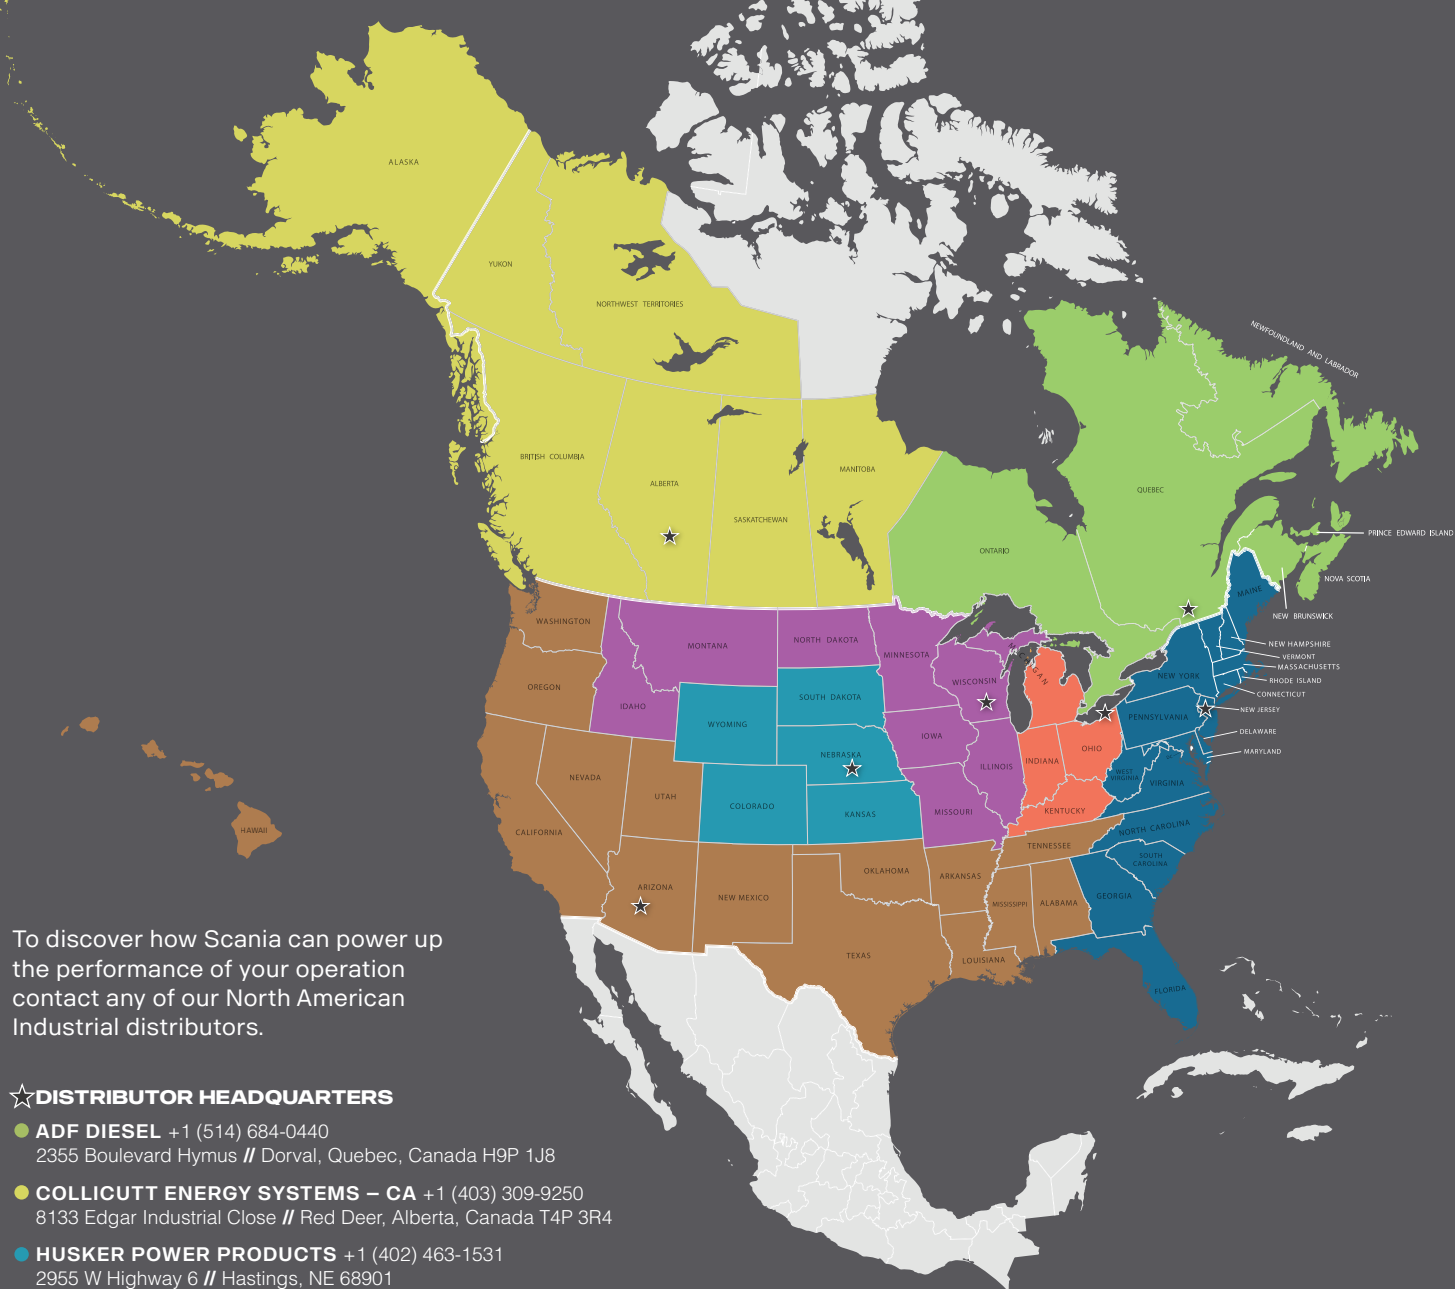 ALASKA
YUKON
NORTHWEST TERRITORIES
NEWFOUNDLAND AND LABRADOR
BRITISH COLUMBIA
ALBERTA
SASKATCHEWAN
MANITOBA
ONTARIO
QUEBEC
PRINCE EDWARD ISLAND
NOVA SCOTIA
NEW BRUNSWICK
MAINE
NEW HAMPSHIRE
VERMONT
MASSACHUSETTS
RHODE ISLAND
CONNECTICUT
NEW JERSEY
DELAWARE
MARYLAND
WASHINGTON
MONTANA
NORTH DAKOTA
MINNESOTA
WISCONSIN
MICHIGAN
NEW YORK
OREGON
IDAHO
WYOMING
SOUTH DAKOTA
IOWA
PENNSYLVANIA
NEBRASKA
ILLINOIS
INDIANA
OHIO
WEST
VIRGINIA
VIRGINIA
NEVADA
UTAH
COLORADO
KANSAS
MISSOURI
KENTUCKY
HAWAII
CALIFORNIA
NORTH CAROLINA
TENNESSEE
SOUTH
CAROLINA
ARIZONA
NEW MEXICO
OKLAHOMA
ARKANSAS
MISSISSIPPI
ALABAMA
GEORGIA
TEXAS
LOUISIANA
FLORIDA
To discover how Scania can power up
the performance of your operation
contact any of our North American
Industrial distributors.
DISTRIBUTOR HEADQUARTERS
ADF DIESEL +1 (514) 684-0440
2355 Boulevard Hymus // Dorval, Quebec, Canada H9P 1J8
COLLICUTT ENERGY SYSTEMS – CA +1 (403) 309-9250
8133 Edgar Industrial Close // Red Deer, Alberta, Canada T4P 3R4
HUSKER POWER PRODUCTS +1 (402) 463-1531
2955 W Highway 6 // Hastings, NE 68901